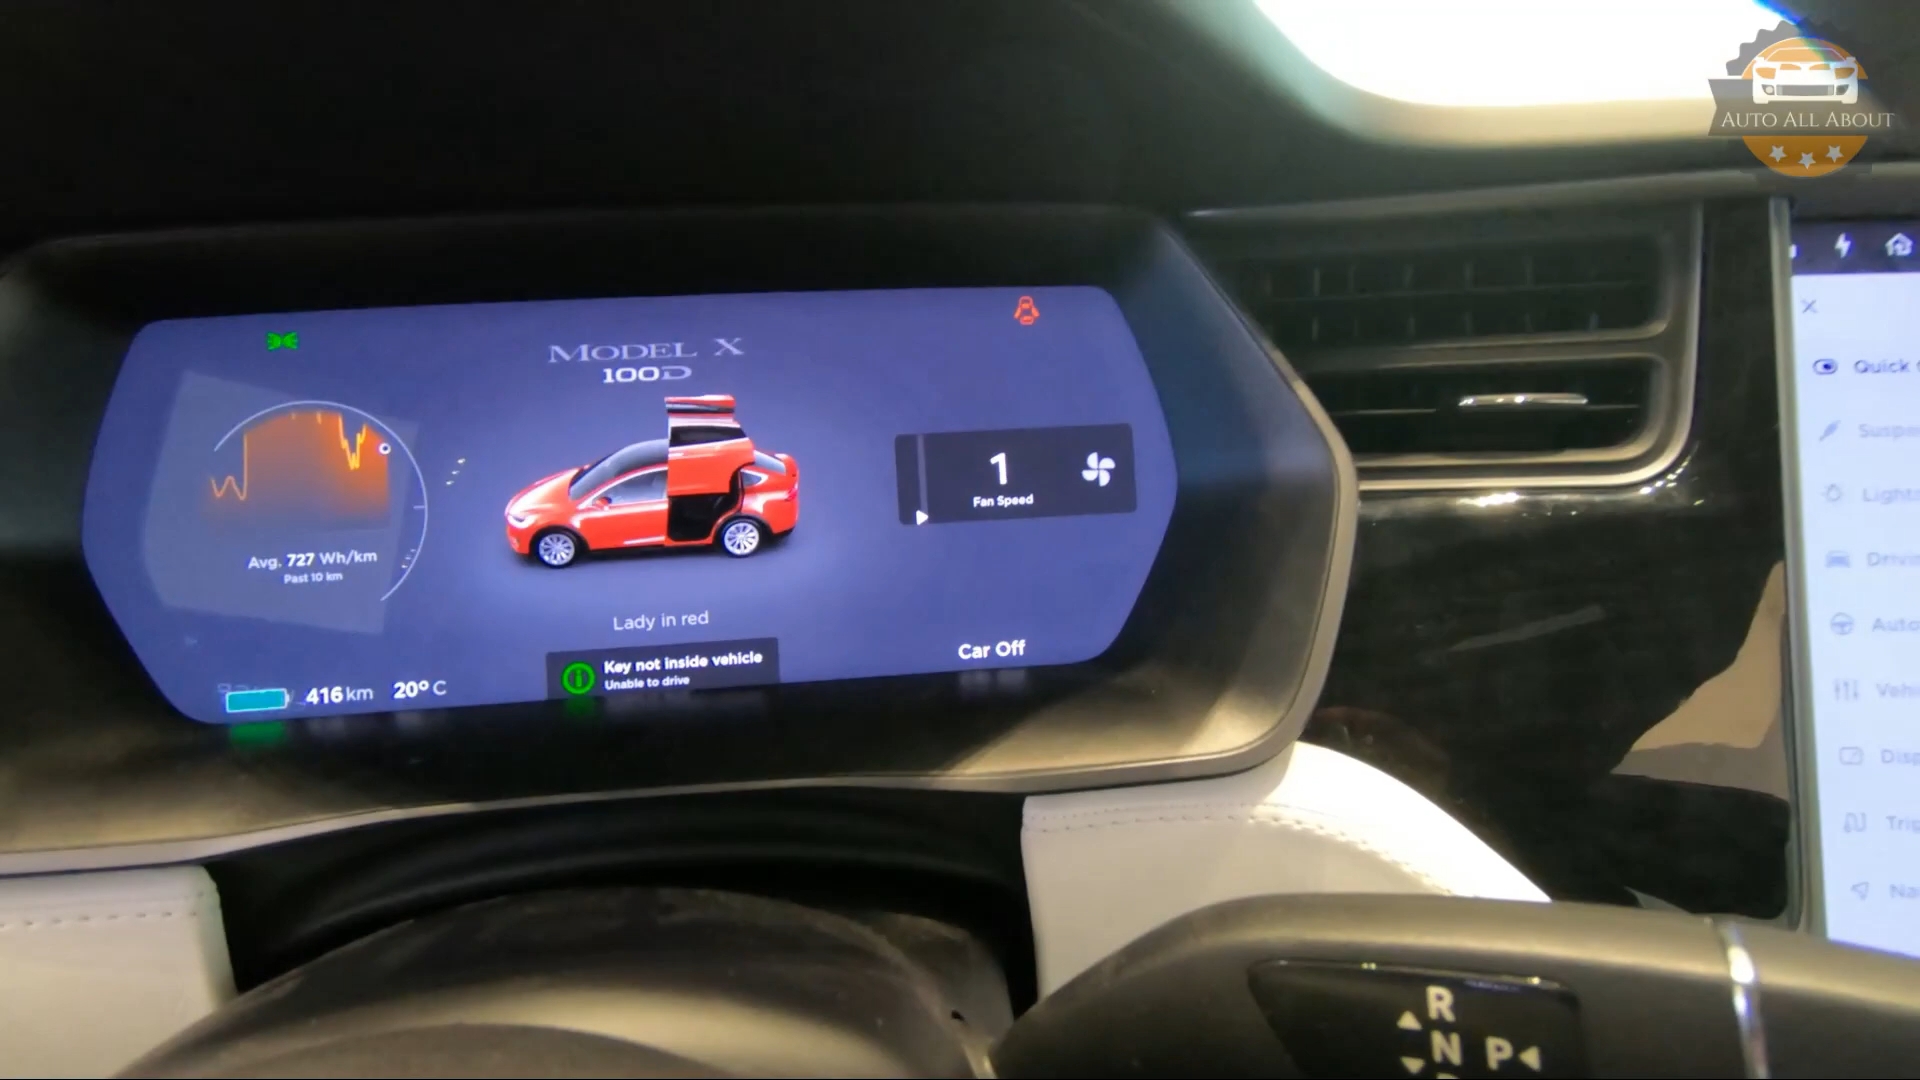 AUTO ALL ABOUT
MODEL X
100D
1
Fan Speed
Avg. 727 Wh/km
Past 10 km
Lady in red
Key not inside vehicle
Unable to drive
Car Off
416 km
20° C
Quick
R
N P